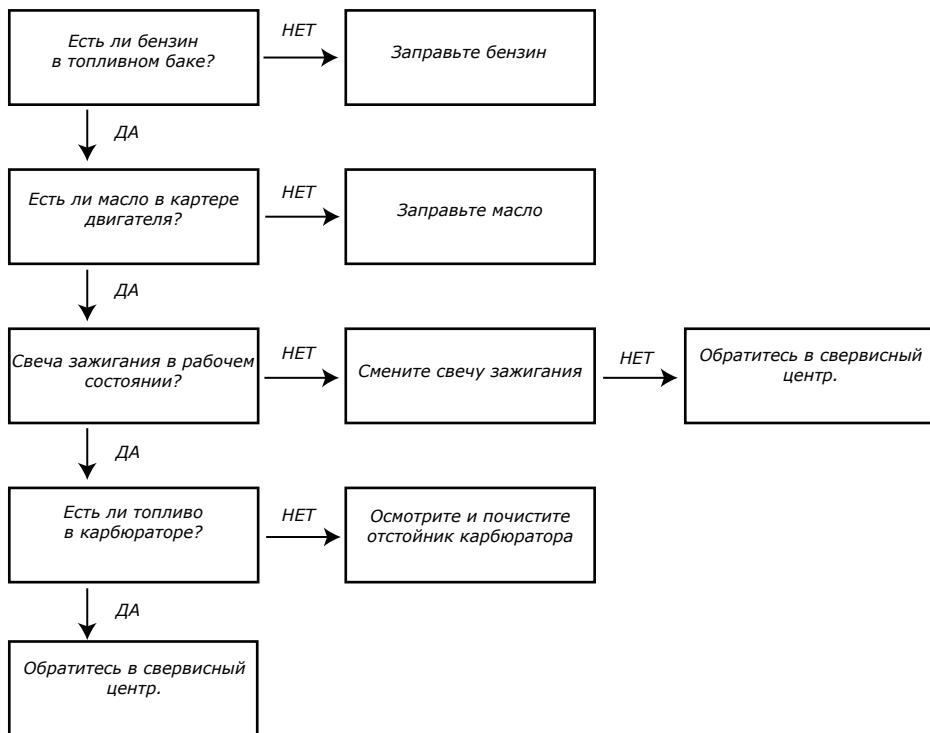 Есть ли бензин
в топливном баке?
НЕТ
Заправьте бензин
ДА
Есть ли масло в картере
двигателя?
НЕТ
Заправьте масло
ДА
Свеча зажигания в рабочем
состоянии?
НЕТ
Смените свечу зажигания
НЕТ
Обратитесь в свервисный
центр.
ДА
Есть ли топливо
в карбюраторе?
НЕТ
Осмотрите и почистите
отстойник карбюратора
ДА
Обратитесь в свервисный
центр.